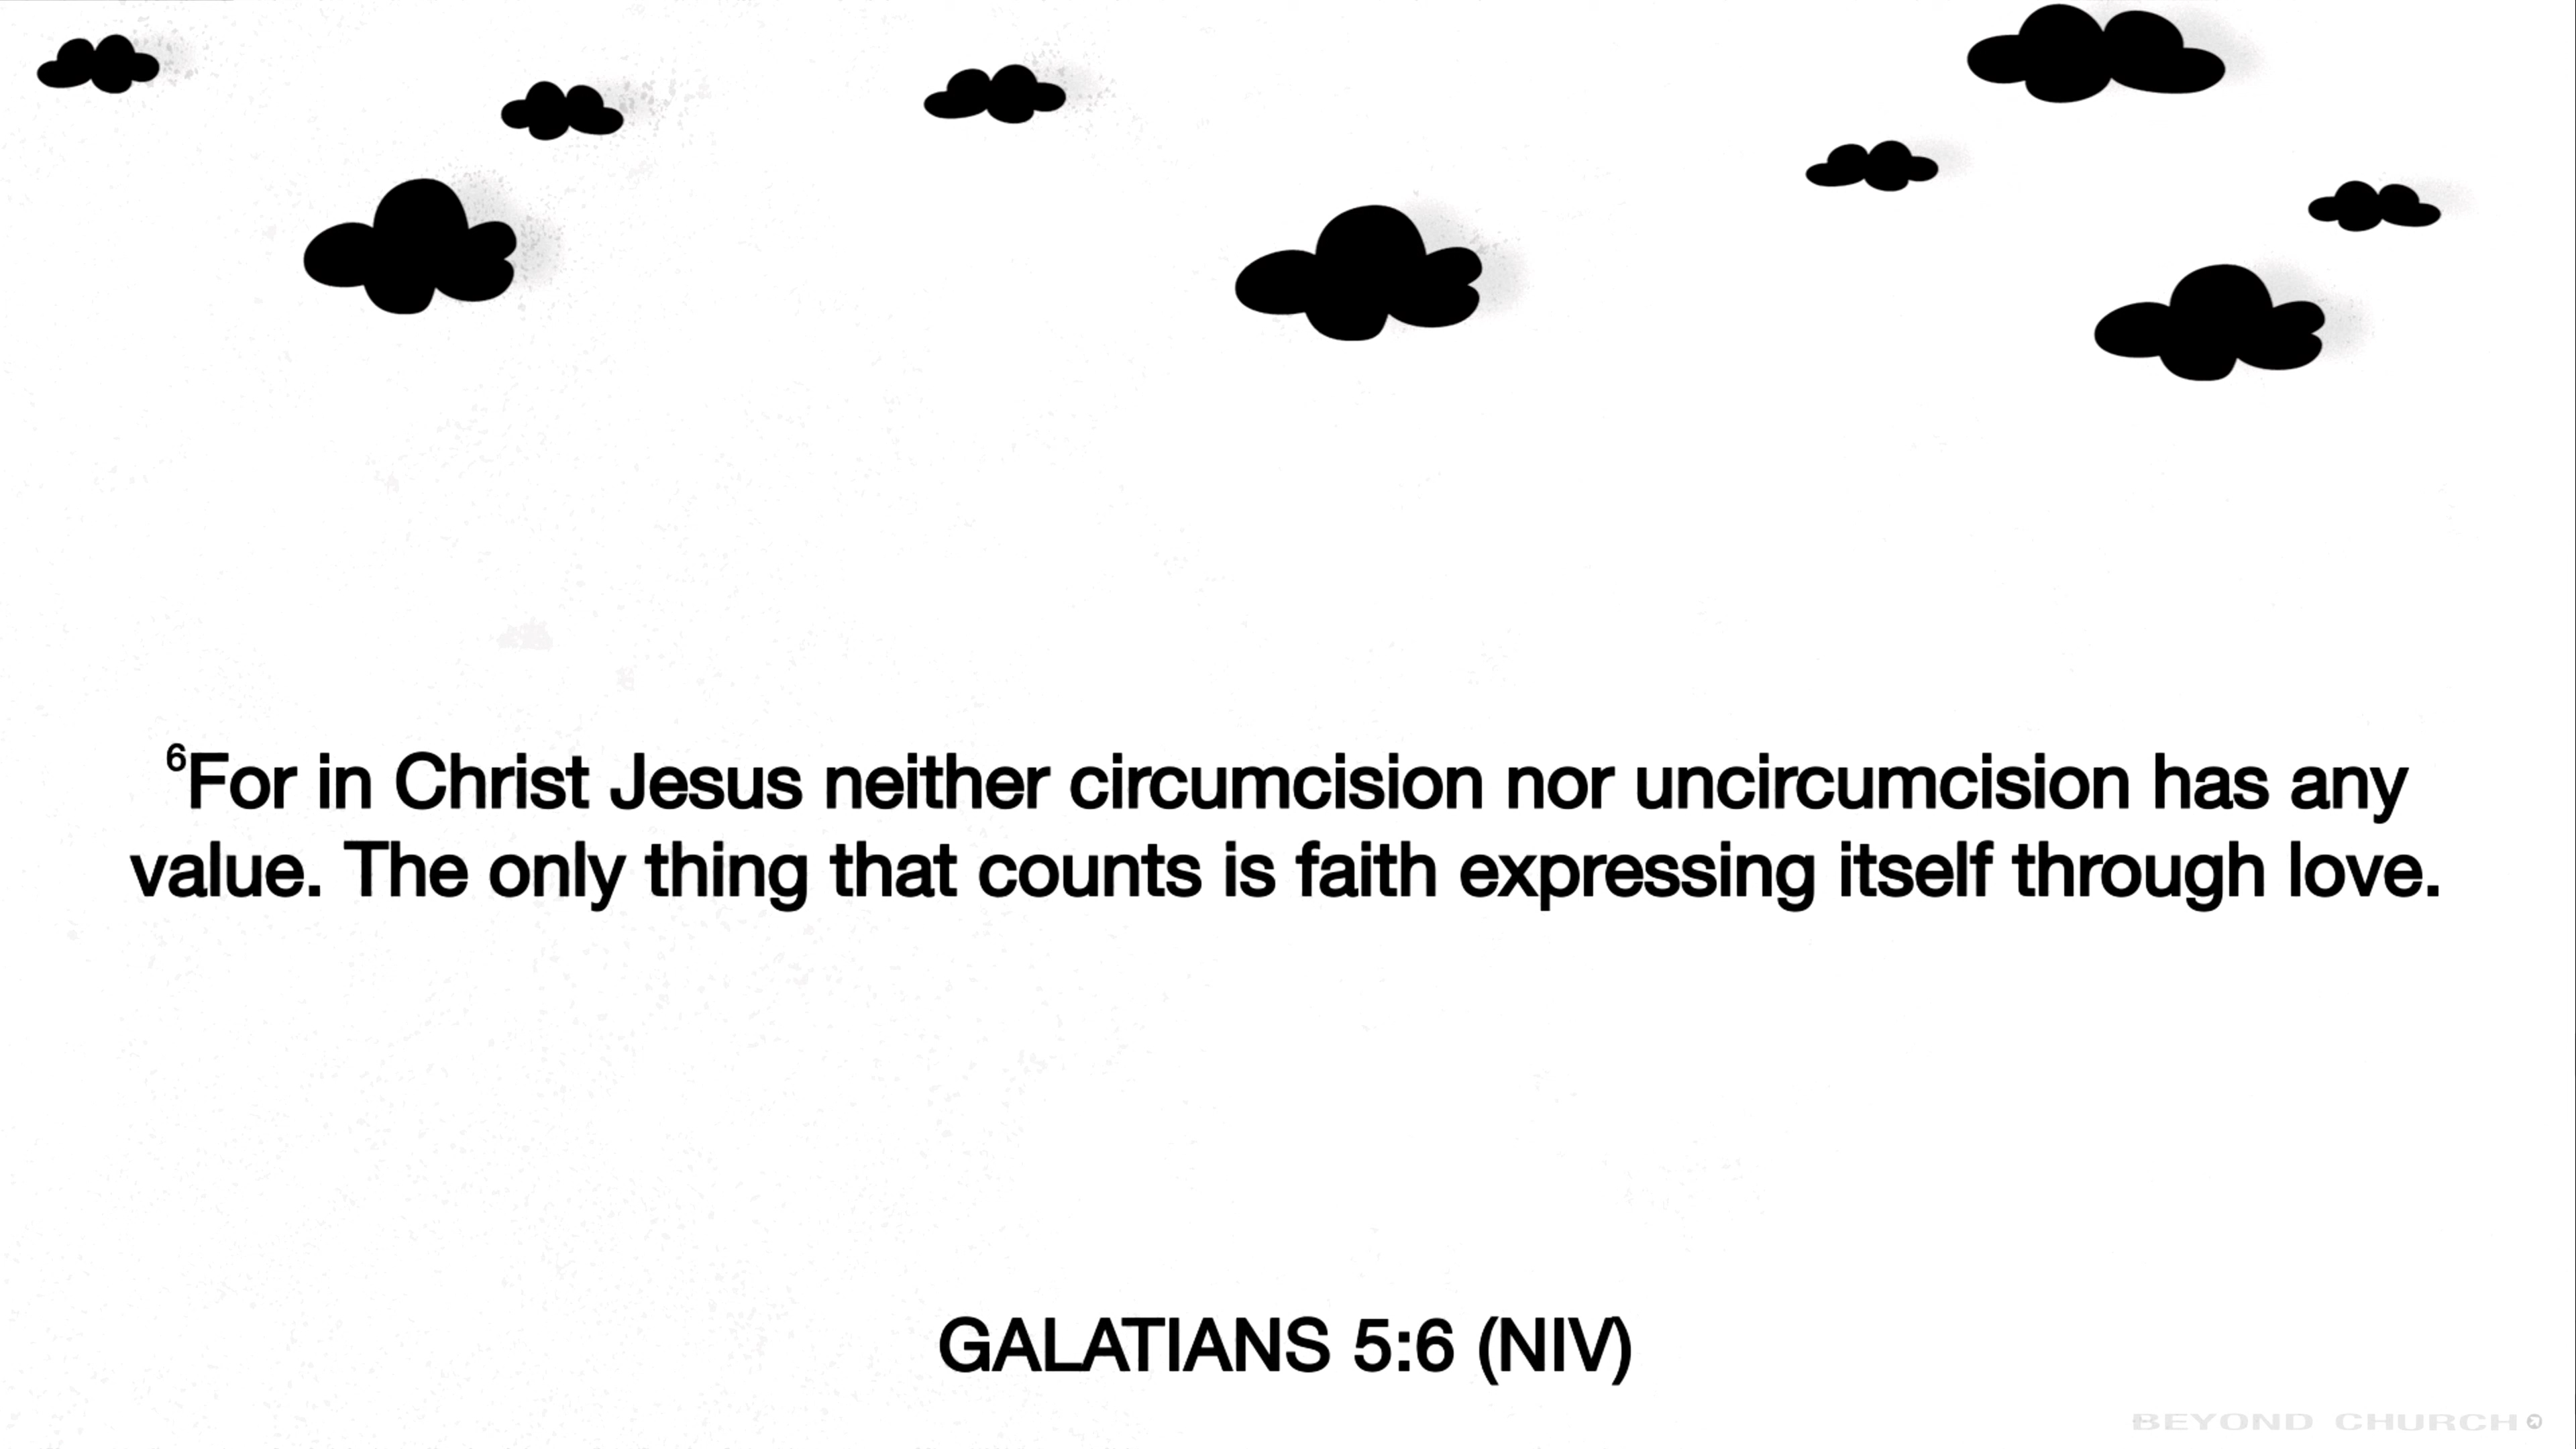 ⁶For in Christ Jesus neither circumcision nor uncircumcision has any
value. The only thing that counts is faith expressing itself through love.
GALATIANS 5:6 (NIV)
BEYOND CHURCH